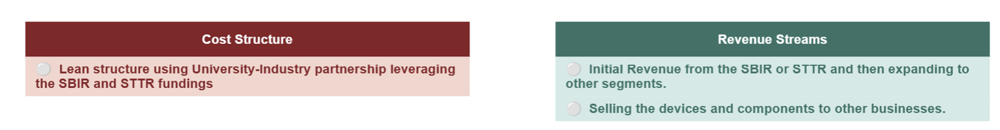 Cost Structure
Lean structure using University-Industry partnership leveraging
the SBIR and STTR fundings
Revenue Streams
Initial Revenue from the SBIR or STTR and then expanding to
other segments.
Selling the devices and components to other businesses.